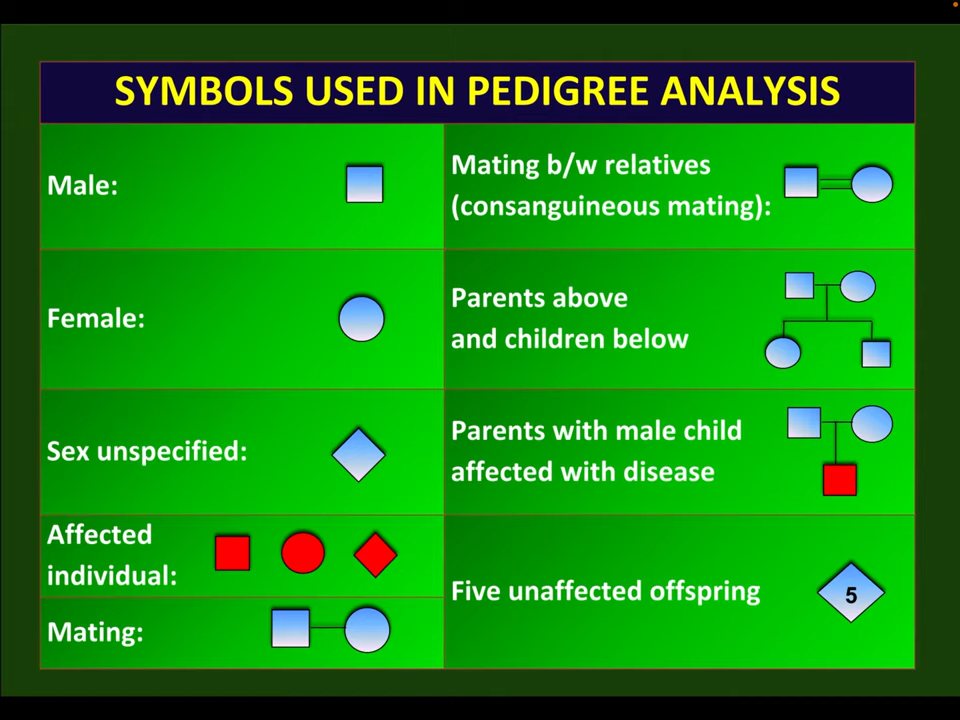 SYMBOLS USED IN PEDIGREE ANALYSIS
Male:
Female:
Sex unspecified:
Affected
individual:
Mating:
Mating b/w relatives
(consanguineous mating):
Parents above
and children below
Parents with male child
affected with disease
Five unaffected offspring
5